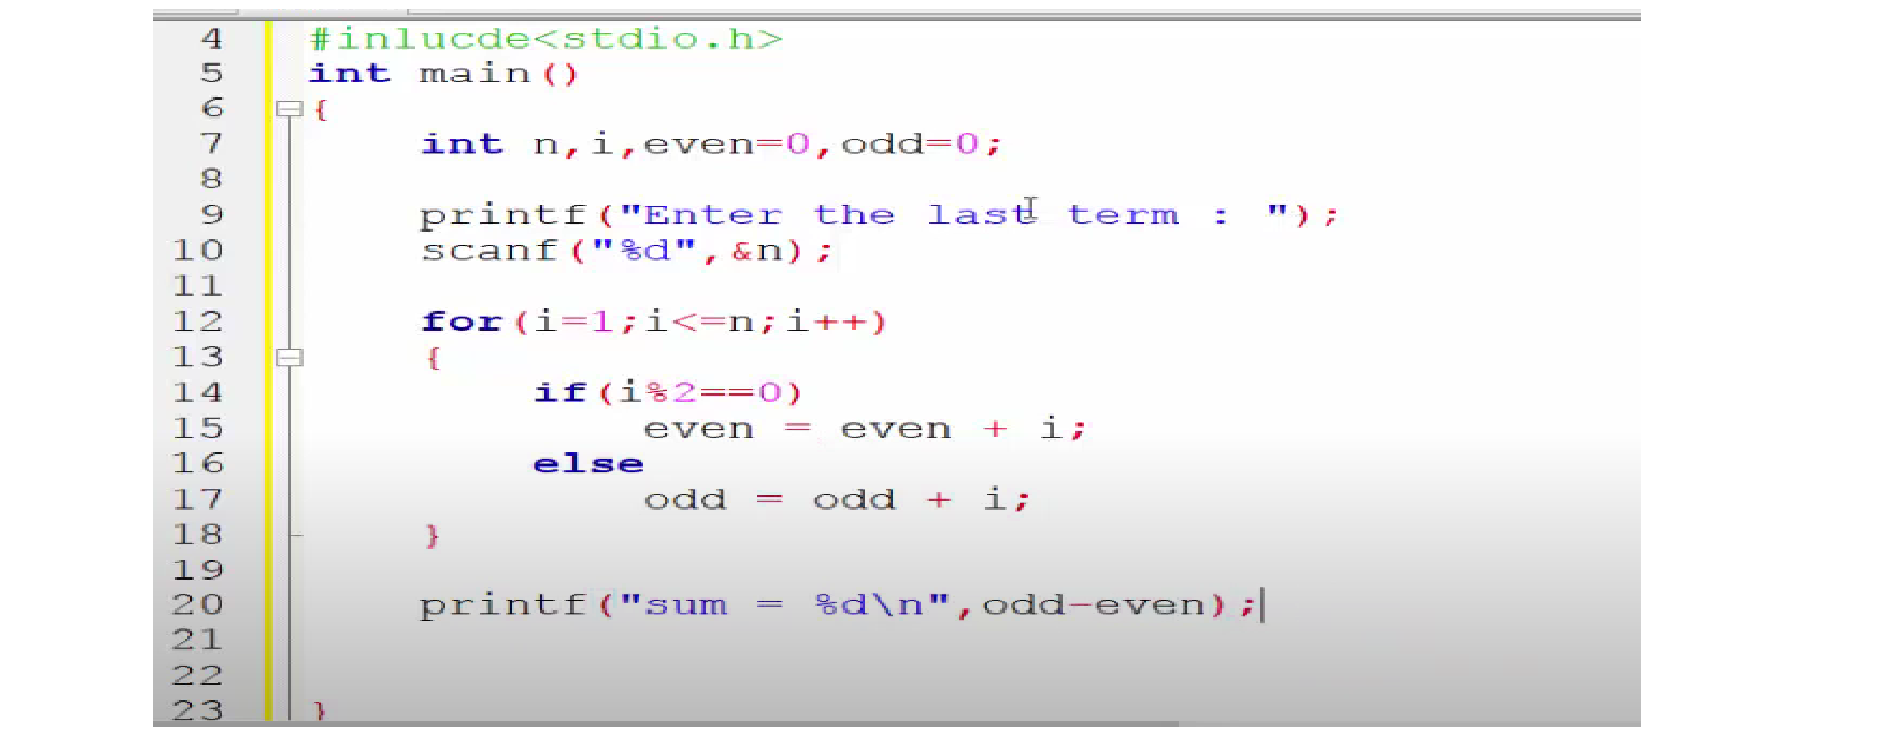 4 #inlucde<stdio.h>
5 int main()
6 {
7 int n,i,even=0,odd=0;
8
9 printf("Enter the last term : ");
10 scanf("%d",&n);
11
12 for(i=1;i<=n;i++)
13 {
14 if(i%2==0)
15 even = even + i;
16 else
17 odd = odd + i;
18 }
19
20 printf("sum = %d\n",odd-even);
21
22
23 }